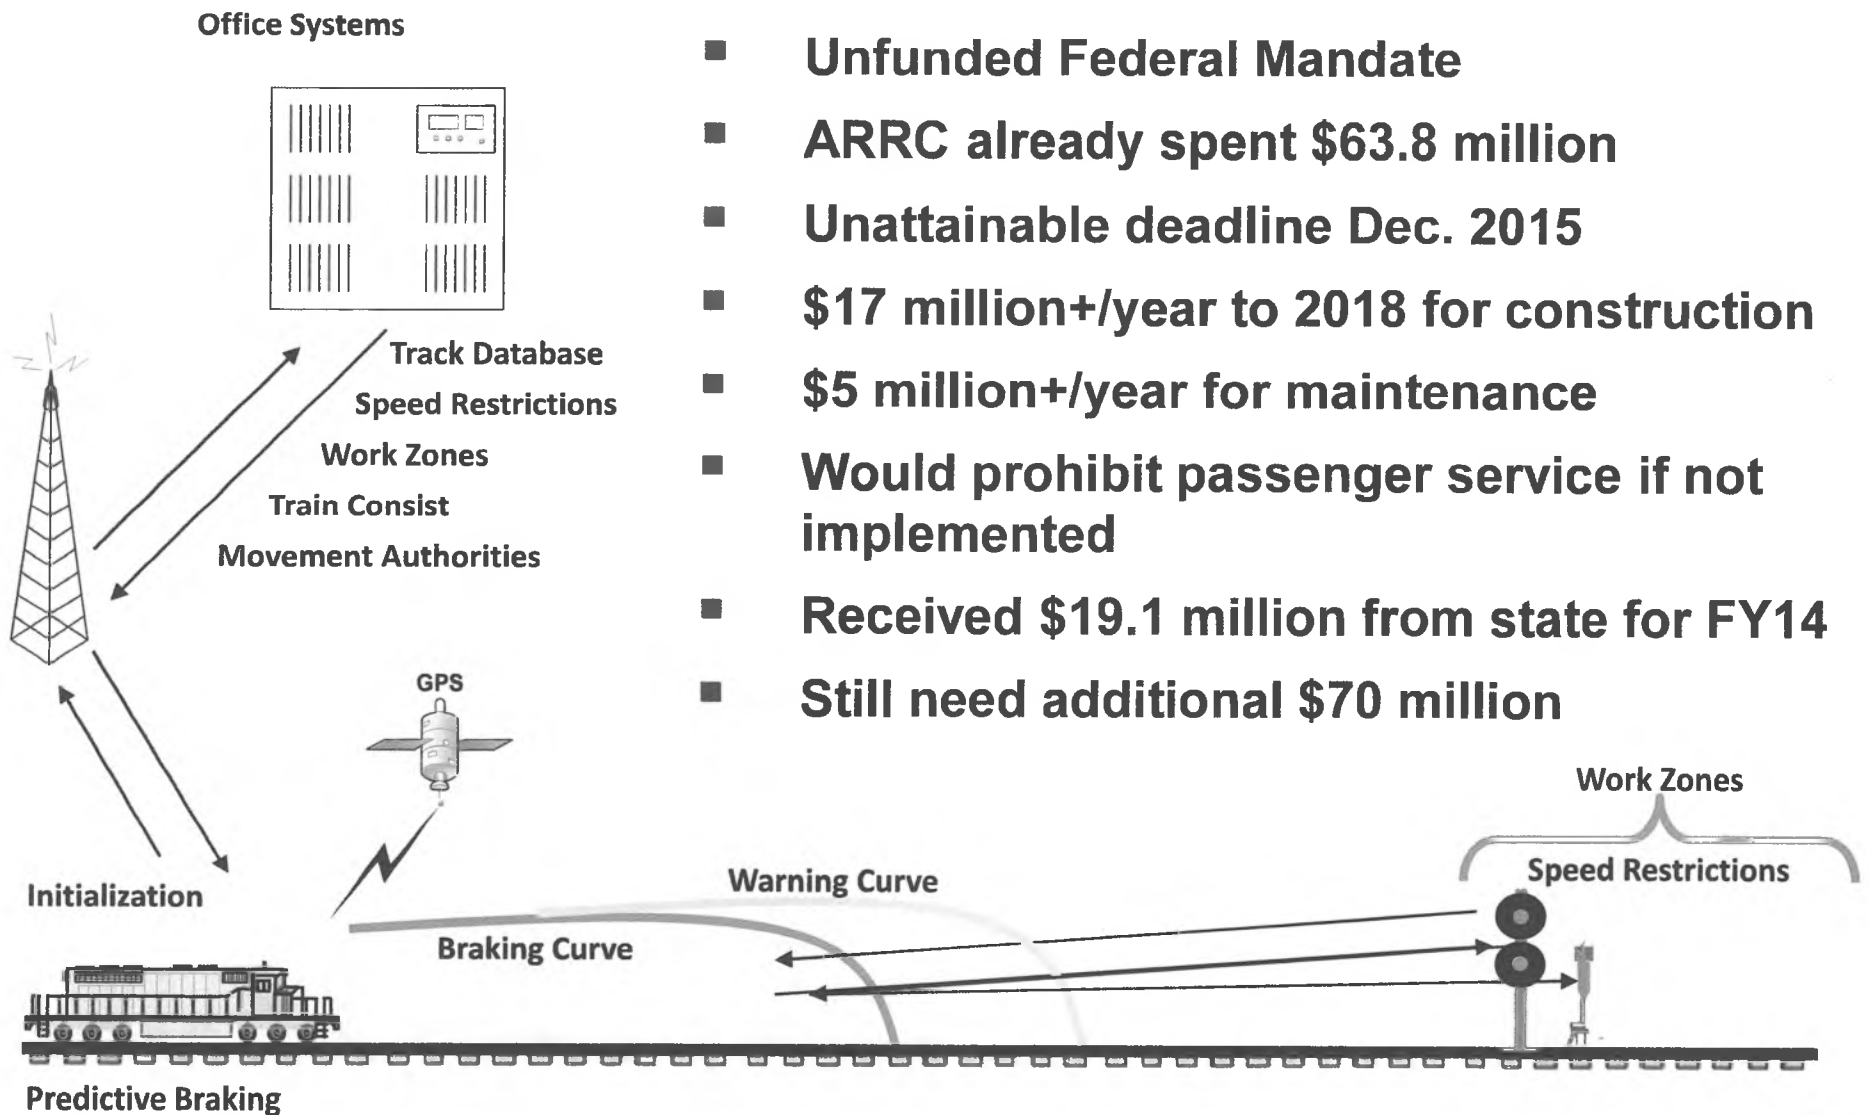 Office Systems
Track Database
Speed Restrictions
Work Zones
Train Consist
Movement Authorities
■ Unfunded Federal Mandate
■ ARRC already spent $63.8 million
■ Unattainable deadline Dec. 2015
■ $17 million+/year to 2018 for construction
■ $5 million+/year for maintenance
■ Would prohibit passenger service if not
implemented
■ Received $19.1 million from state for FY14
■ Still need additional $70 million
GPS
Initialization
Braking Curve
Warning Curve
Work Zones
Speed Restrictions
Predictive Braking